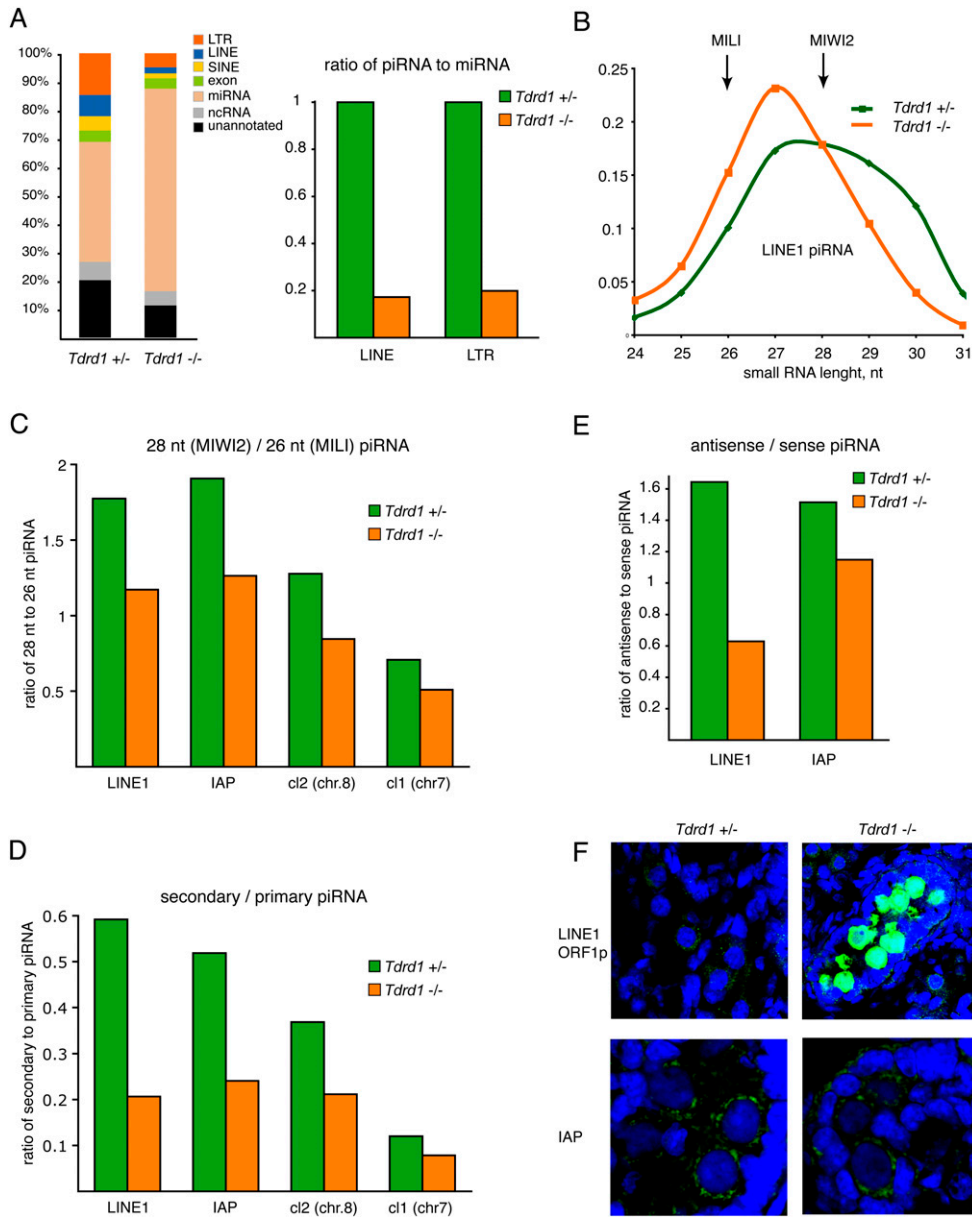 A
100%
90%
80%
70%
60%
50%
40%
30%
20%
10%
LTR
LINE
SINE
exon
miRNA
ncRNA
unannotated
Tdrd1 +/-
Tdrd1 -/-
ratio of piRNA to miRNA
Tdrd1 +/-
Tdrd1 -/-
1
0.8
0.6
0.4
0.2
LINE
LTR
B
MILI
MIWI2
0.25
0.2
0.15
0.1
0.05
0
Tdrd1 +/-
Tdrd1 -/-
LINE1 piRNA
24 25 26 27 28 29 30 31
small RNA lenght, nt
C
28 nt (MIWI2) / 26 nt (MILI) piRNA
ratio of 28 nt to 26 nt piRNA
2
1.5
1
0.5
Tdrd1 +/-
Tdrd1 -/-
LINE1
IAP
cl2 (chr.8)
cl1 (chr7)
E
antisense / sense piRNA
ratio of antisense to sense piRNA
1.6
1.4
1.2
1
0.8
0.6
0.4
0.2
Tdrd1 +/-
Tdrd1 -/-
LINE1
IAP
D
secondary / primary piRNA
ratio of secondary to primary piRNA
0.6
0.5
0.4
0.3
0.2
0.1
Tdrd1 +/-
Tdrd1 -/-
LINE1
IAP
cl2 (chr.8)
cl1 (chr7)
F
Tdrd1 +/-
Tdrd1 -/-
LINE1
ORF1p
IAP